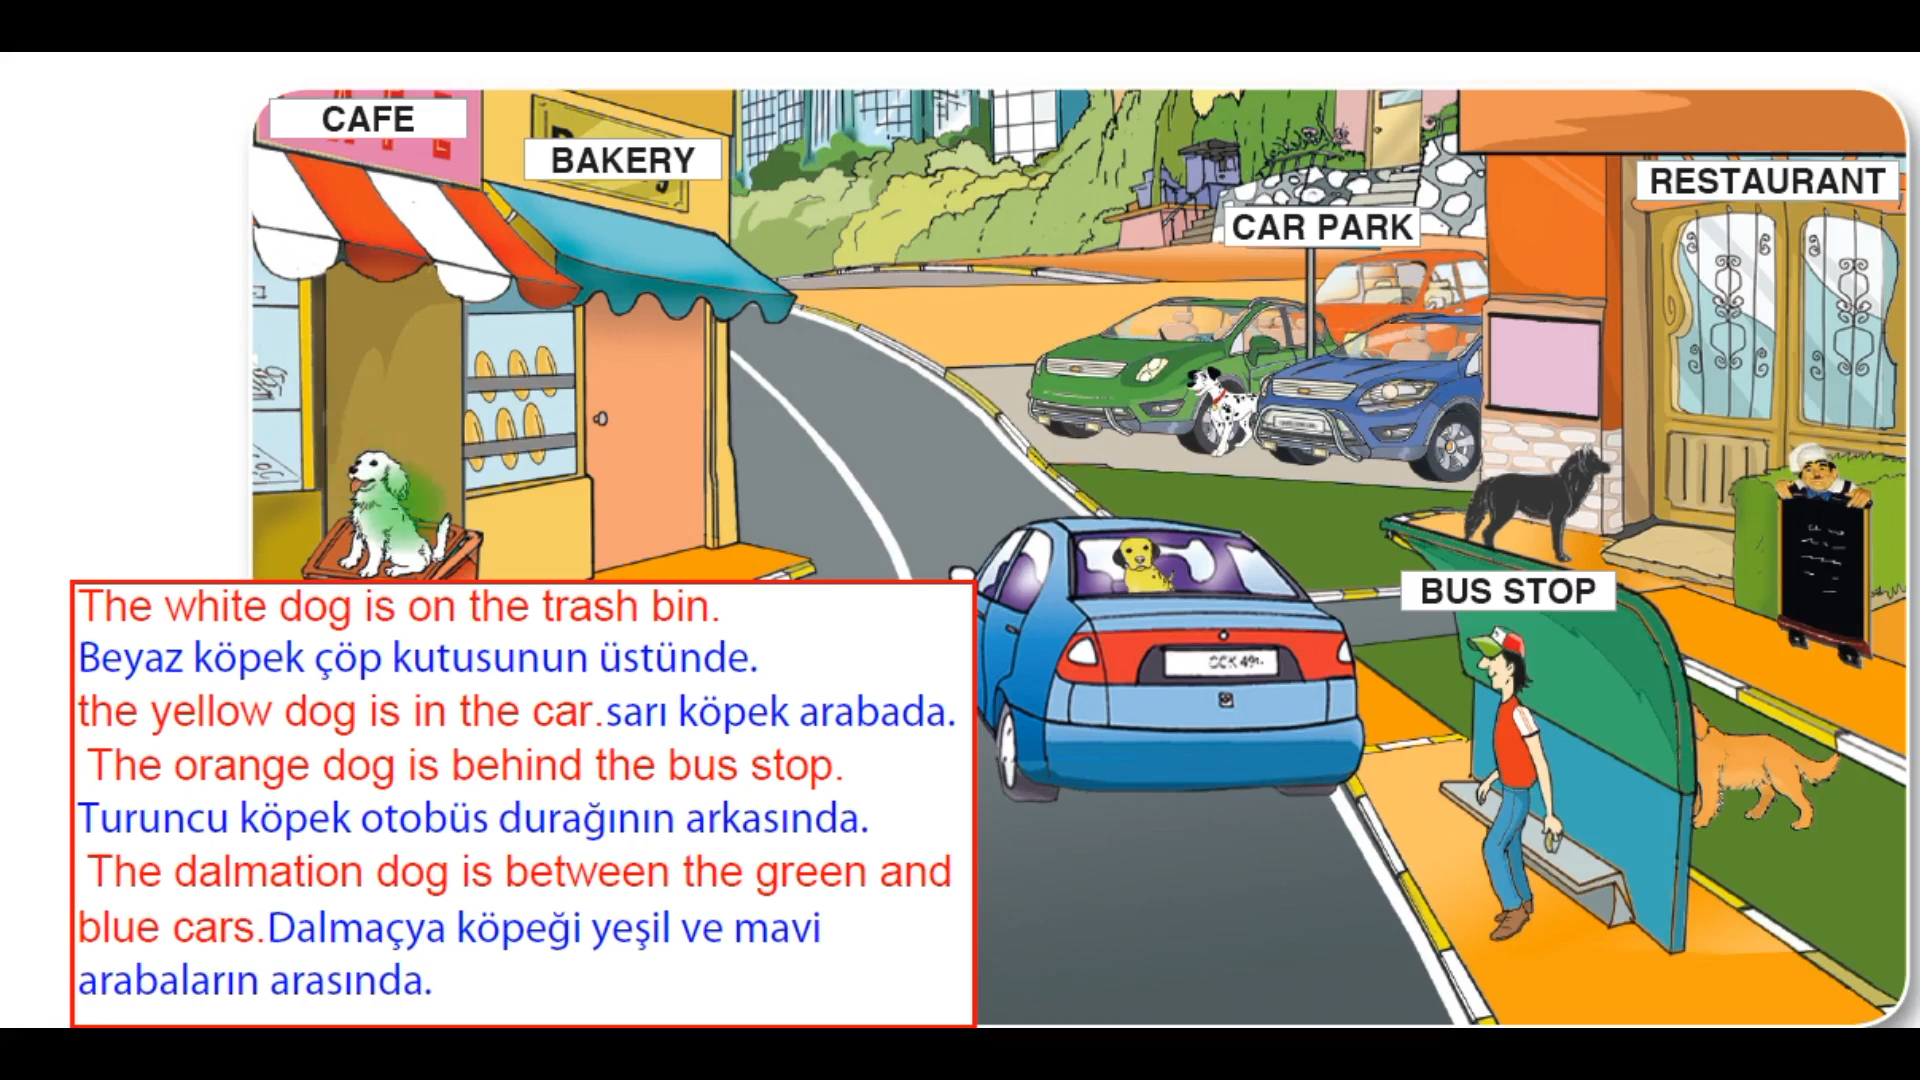 CAFE
BAKERY
CAR PARK
RESTAURANT
BUS STOP
The white dog is on the trash bin.
Beyaz köpek çöp kutusunun üstünde.
the yellow dog is in the car.sarı köpek arabada.
The orange dog is behind the bus stop.
Turuncu köpek otobüs durağının arkasında.
The dalmation dog is between the green and
blue cars.Dalmaçya köpeği yeşil ve mavi
arabaların arasında.